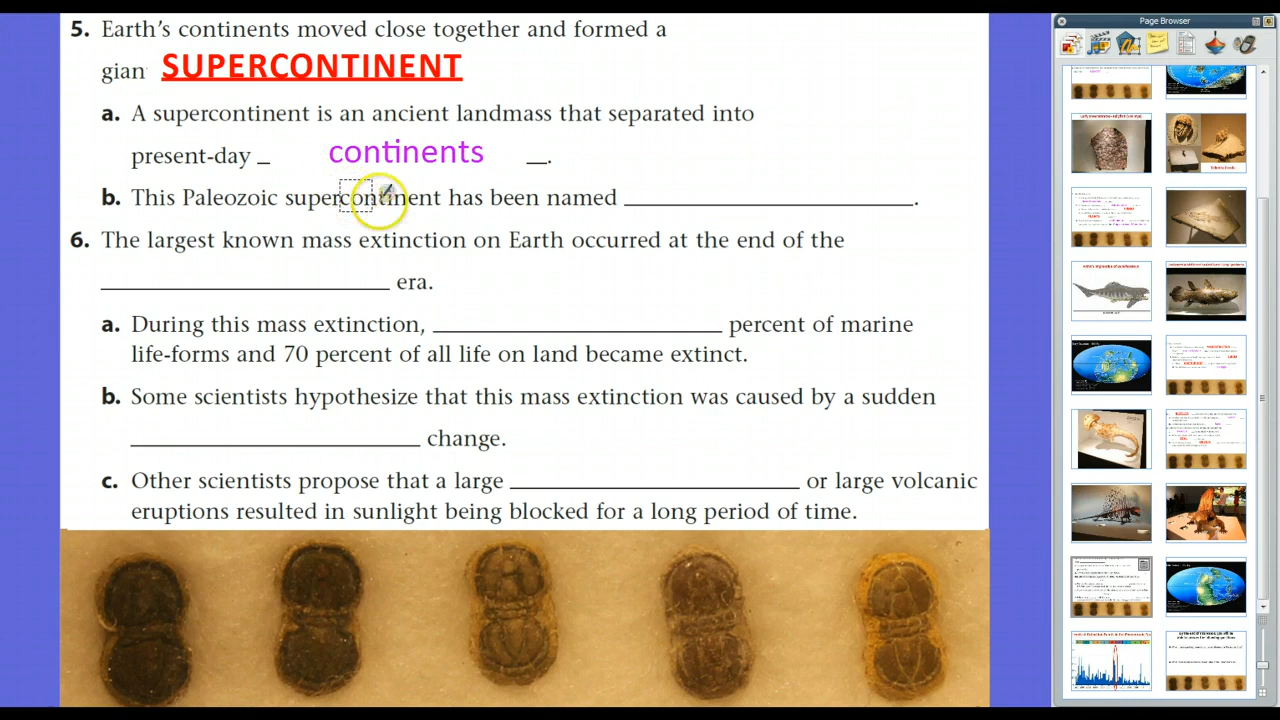 5. Earth's continents moved close together and formed a
gian SUPERCONTINENT
a. A supercontinent is an ancient landmass that separated into
present-day _ continents __.
b. This Paleozoic supercontinent has been named ____________________.
6. The largest known mass extinction on Earth occurred at the end of the
____________________ era.
a. During this mass extinction, ____________________ percent of marine
life-forms and 70 percent of all life on land became extinct.
b. Some scientists hypothesize that this mass extinction was caused by a sudden
____________________ change.
c. Other scientists propose that a large ____________________ or large volcanic
eruptions resulted in sunlight being blocked for a long period of time.
Page Browser